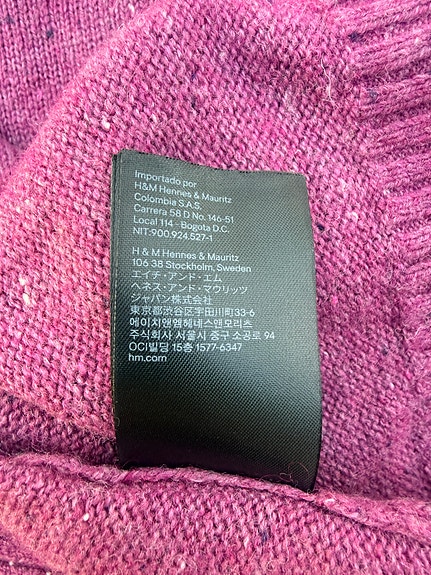 Importado por
H&M Hennes & Mauritz
Colombia S.A.S.
Carrera 58 D No. 146-51
Local 114 - Bogota D.C.
NIT:900.924.527-1
H & M Hennes & Mauritz
106 38 Stockholm, Sweden
エイチ・アンド・エム
ヘネス・アンド・マウリッツ
ジャパン株式会社
東京都渋谷区宇田川町33-6
에이치앤엠헤네스앤모리츠
주식회사 서울시 중구 소공로 94
OCI빌딩 15층 1577-6347
hm.com